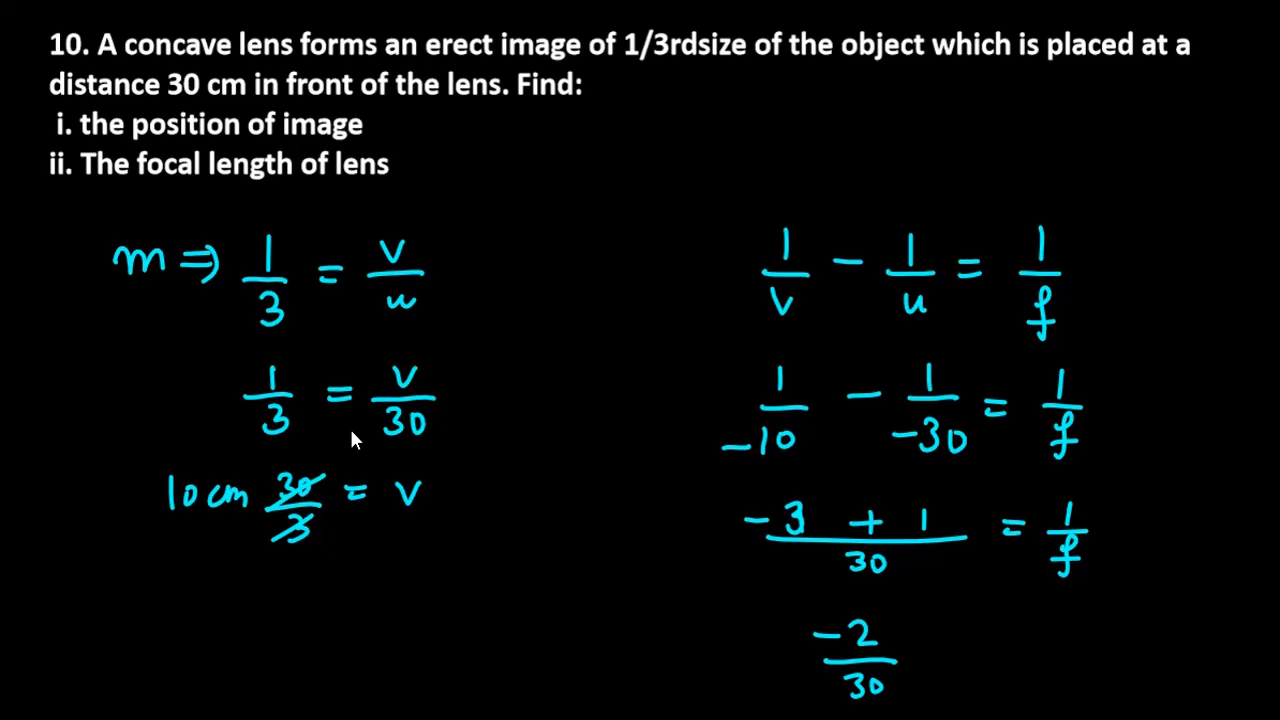 10. A concave lens forms an erect image of 1/3rdsize of the object which is placed at a
distance 30 cm in front of the lens. Find:
i. the position of image
ii. The focal length of lens
m ⇒ 1/3 = v/u
1/3 = v/30
10 cm 30/3 = v
1/v - 1/u = 1/f
1/-10 - 1/-30 = 1/f
-3 + 1/30 = 1/f
-2/30